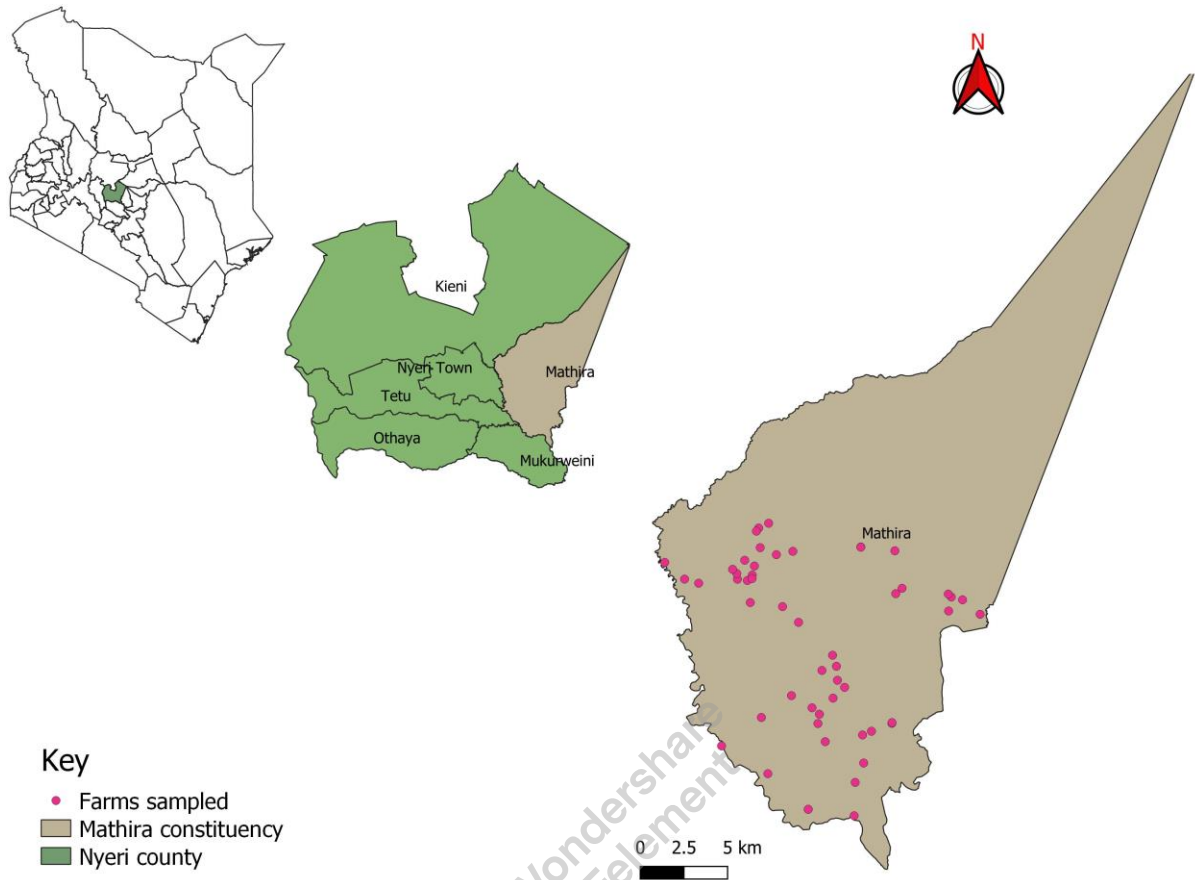 N
Kieni
Nyeri Town
Mathira
Tetu
Othaya
Mukurweini
Mathira
Key
Farms sampled
Mathira constituency
Nyeri county
0 2.5 5 km
Wondershare